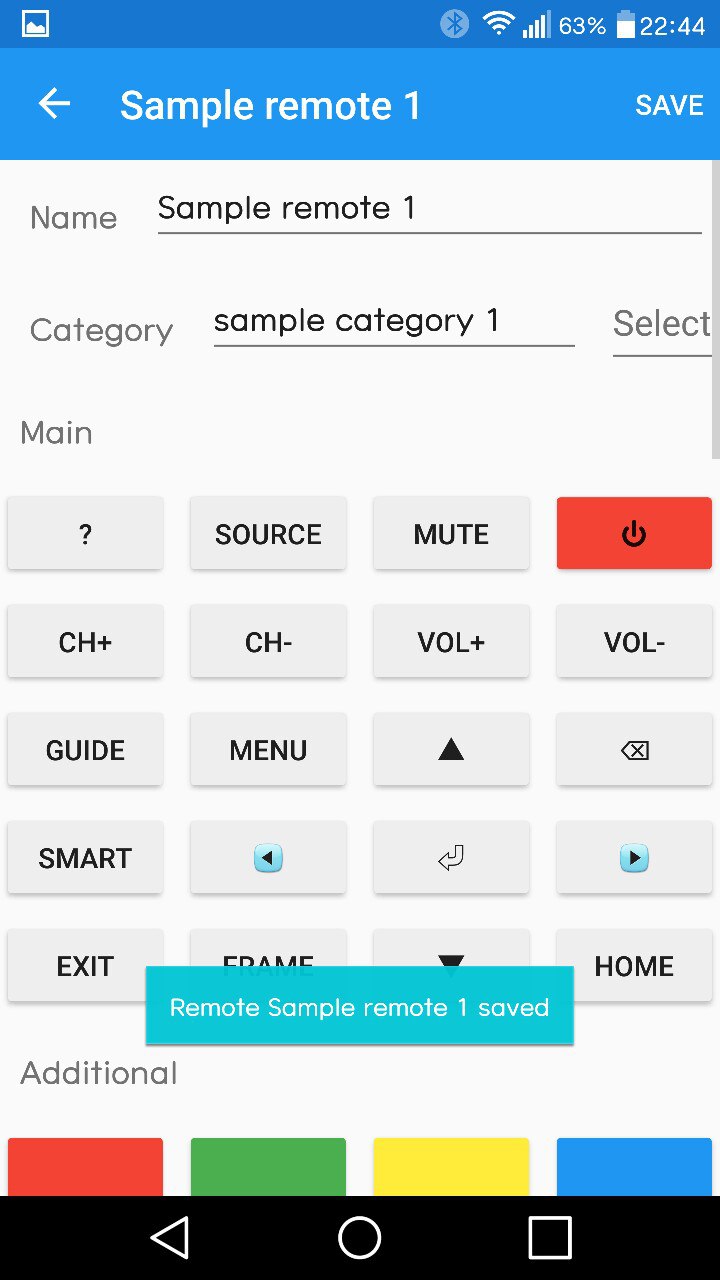 63% 22:44
Sample remote 1 SAVE
Name Sample remote 1
Category sample category 1 Select
Main
? SOURCE MUTE
CH+ CH- VOL+ VOL-
GUIDE MENU
SMART
EXIT FRAME HOME
Remote Sample remote 1 saved
Additional